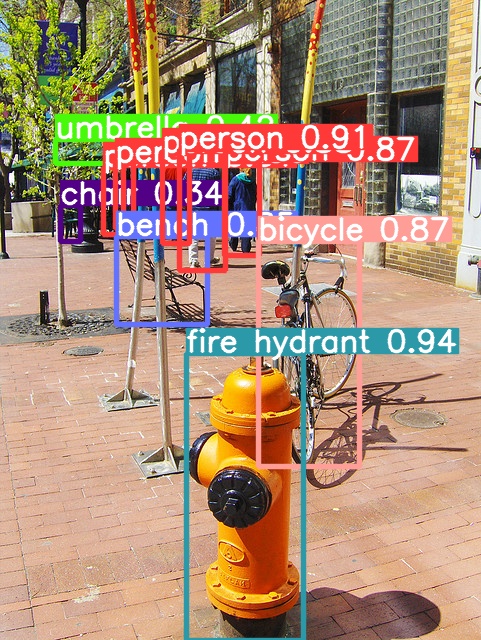 umbrella 0.42
person 0.91
person 0.87
chair 0.34
bench 0.
bicycle 0.87
fire hydrant 0.94